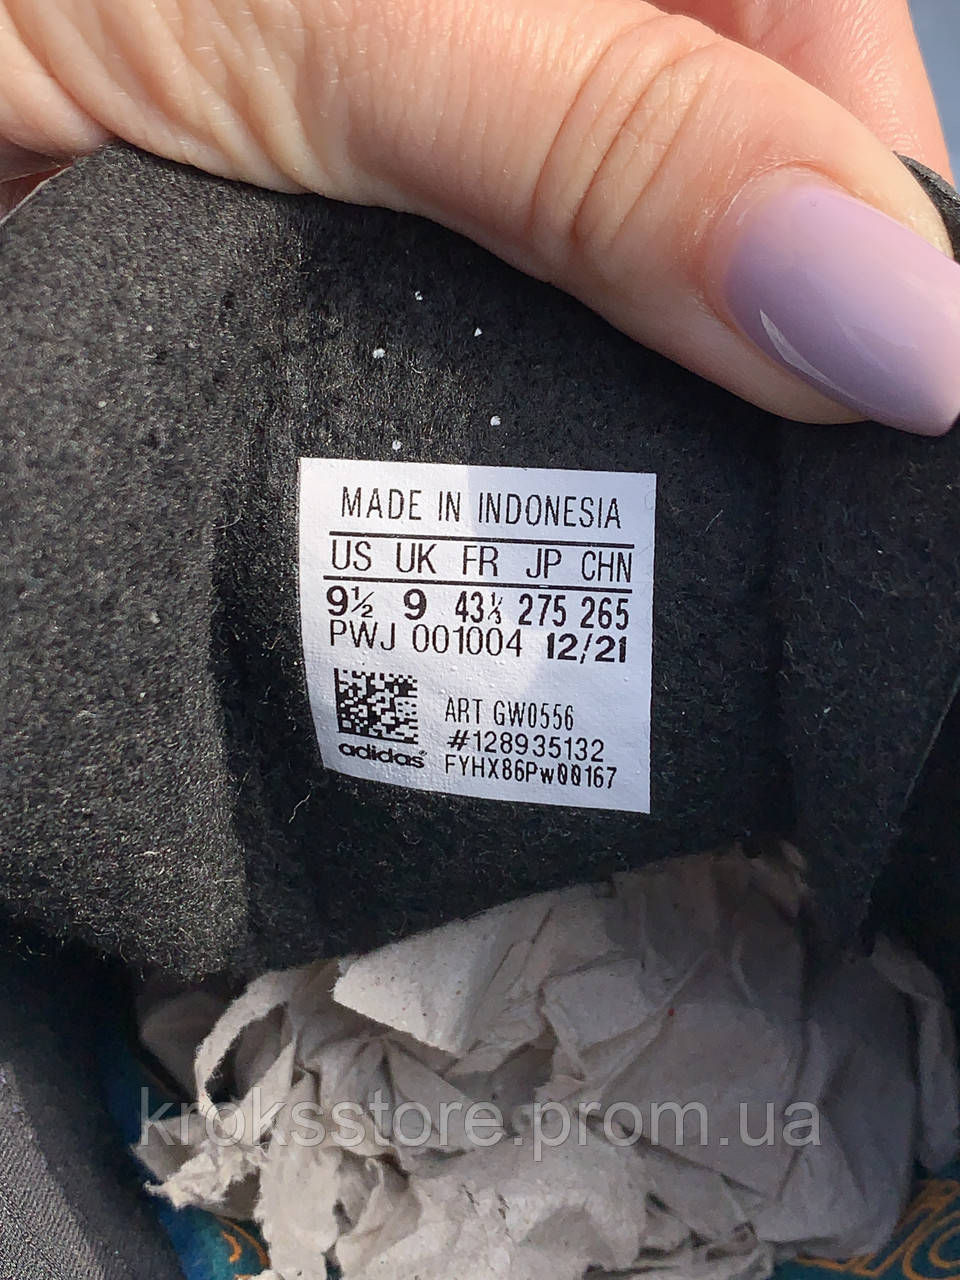 MADE IN INDONESIA
US UK FR JP CHN
9½ 9 43⅓ 275 265
PWJ 001004 12/21
ART GW0556
#128935132
adidas®
FYHX86Pw00167
kroksstore.prom.ua